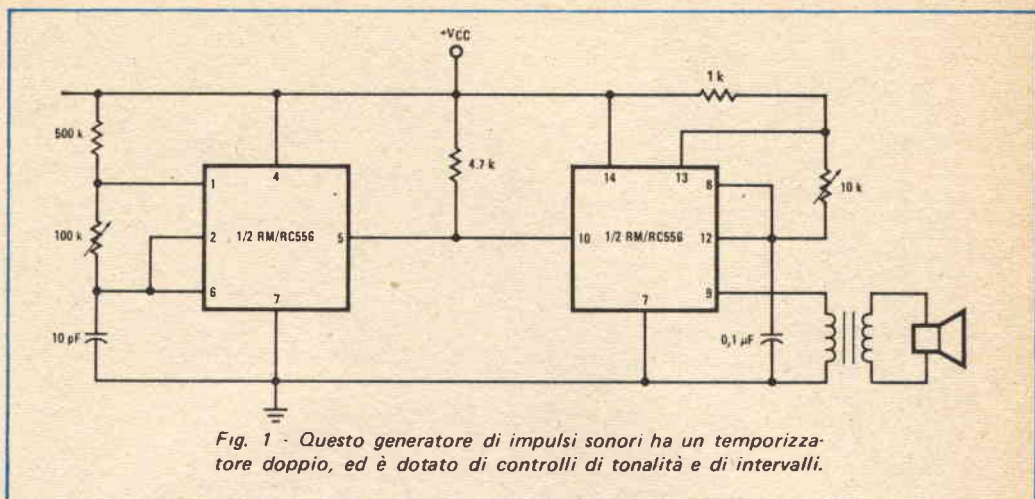 +VCC
1 k
500 k
4.7 k
100 k
10 pF
1
2
6
4
5
7
1/2 RM/RC556
14
13
8
10
12
9
7
1/2 RM/RC556
10 k
0,1 µF
Fig. 1 - Questo generatore di impulsi sonori ha un temporizza-
tore doppio, ed è dotato di controlli di tonalità e di intervalli.